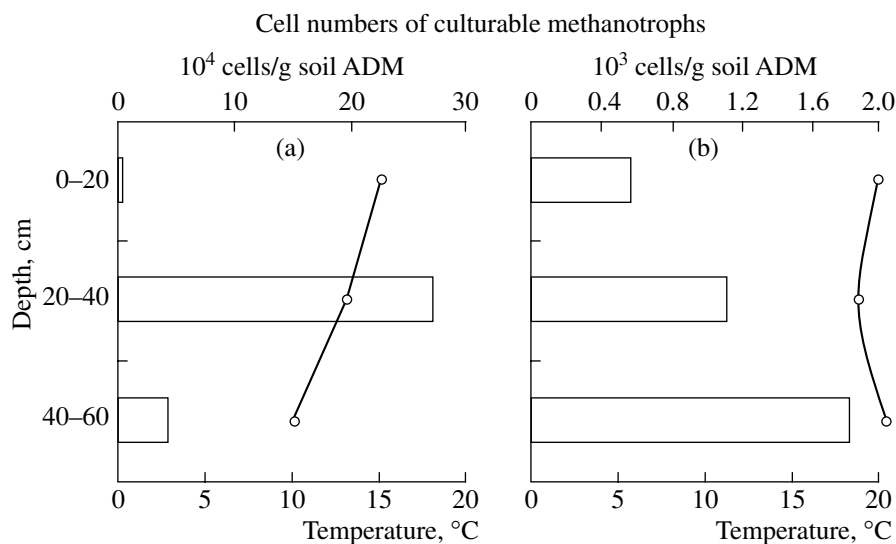 Cell numbers of culturable methanotrophs
10⁴ cells/g soil ADM
10³ cells/g soil ADM
0 10 20 30
0 0.4 0.8 1.2 1.6 2.0
(a)
(b)
Depth, cm
0–20
20–40
40–60
0 5 10 15 20
0 5 10 15 20
Temperature, °C
Temperature, °C